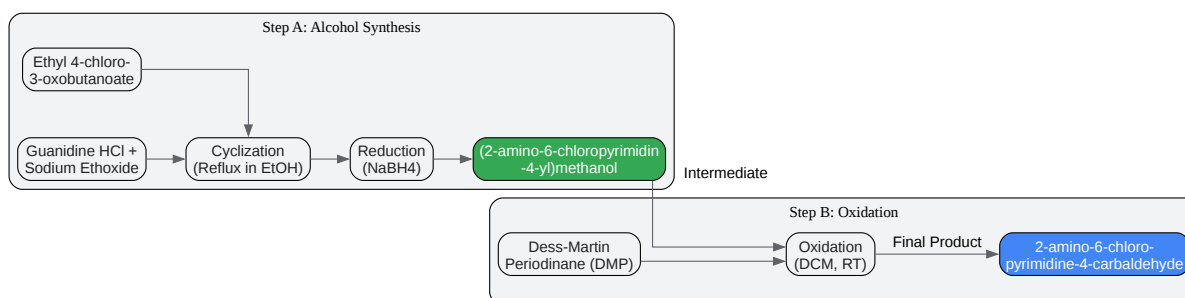 Step A: Alcohol Synthesis
Ethyl 4-chloro-
3-oxobutanoate
Guanidine HCl +
Sodium Ethoxide
Cyclization
(Reflux in EtOH)
Reduction
(NaBH4)
(2-amino-6-chloropyrimidin
-4-yl)methanol
Intermediate
Step B: Oxidation
Dess-Martin
Periodinane (DMP)
Oxidation
(DCM, RT)
Final Product
2-amino-6-chloro-
pyrimidine-4-carbaldehyde